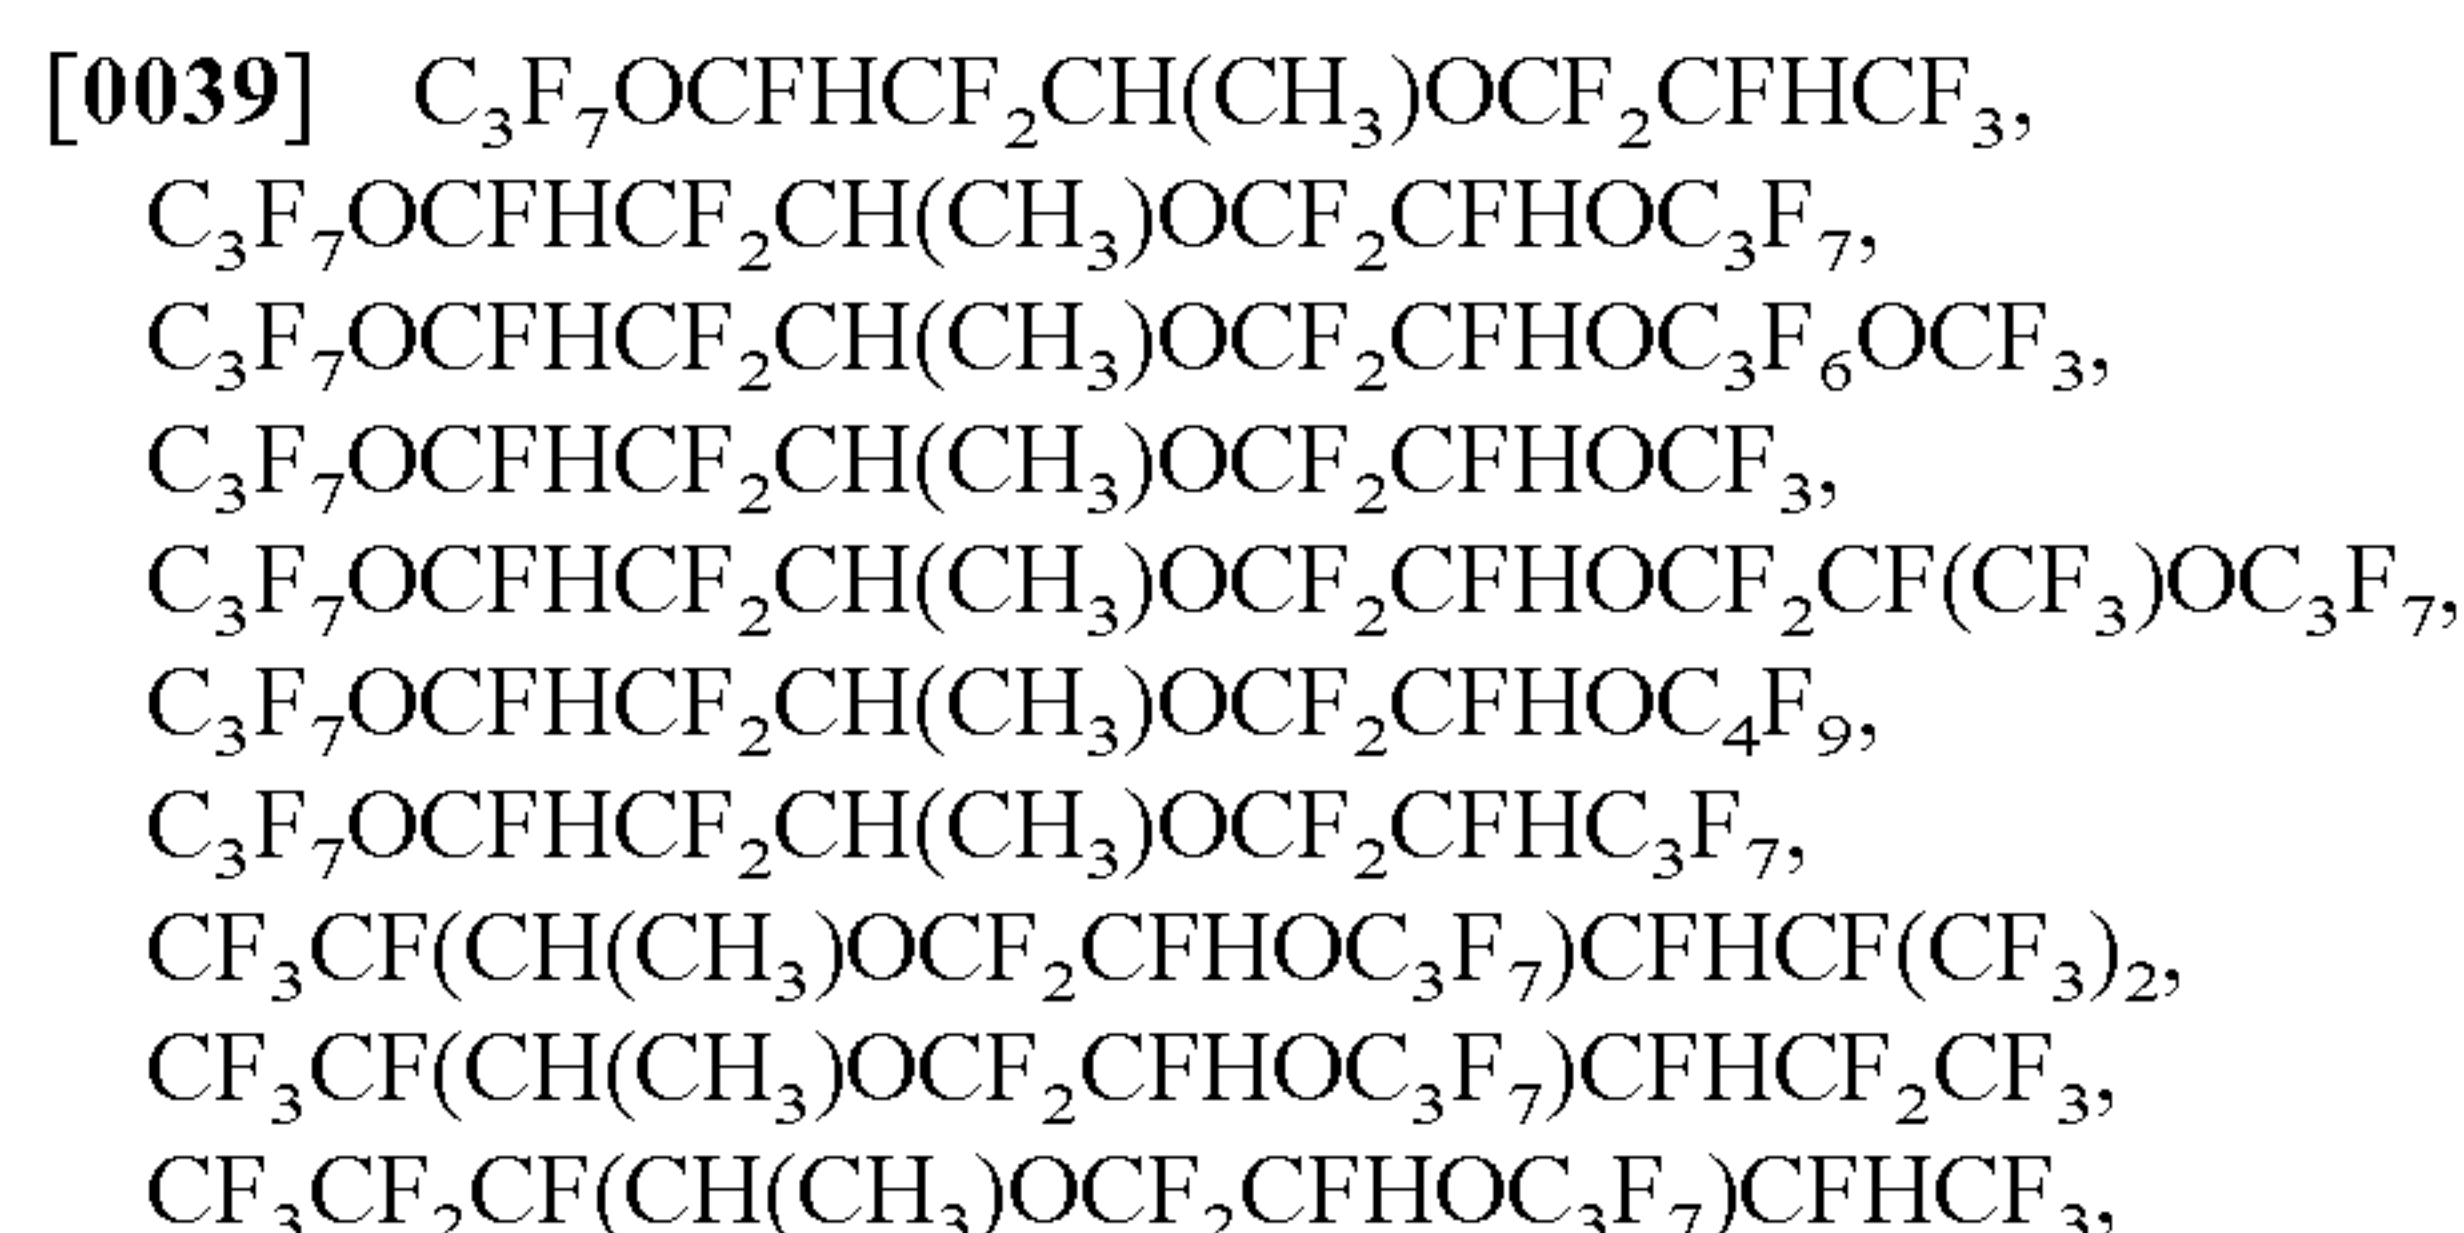 [0039] C₃F₇OCFHCF₂CH(CH₃)OCF₂CFHCF₃,
C₃F₇OCFHCF₂CH(CH₃)OCF₂CFHOC₃F₇,
C₃F₇OCFHCF₂CH(CH₃)OCF₂CFHOC₃F₆OCF₃,
C₃F₇OCFHCF₂CH(CH₃)OCF₂CFHOCF₃,
C₃F₇OCFHCF₂CH(CH₃)OCF₂CFHOCF₂CF(CF₃)OC₃F₇,
C₃F₇OCFHCF₂CH(CH₃)OCF₂CFHOC₄F₉,
C₃F₇OCFHCF₂CH(CH₃)OCF₂CFHC₃F₇,
CF₃CF(CH(CH₃)OCF₂CFHOC₃F₇)CFHCF(CF₃)₂,
CF₃CF(CH(CH₃)OCF₂CFHOC₃F₇)CFHCF₂CF₃,
CF₃CF₂CF(CH(CH₃)OCF₂CFHOC₃F₇)CFHCF₃,